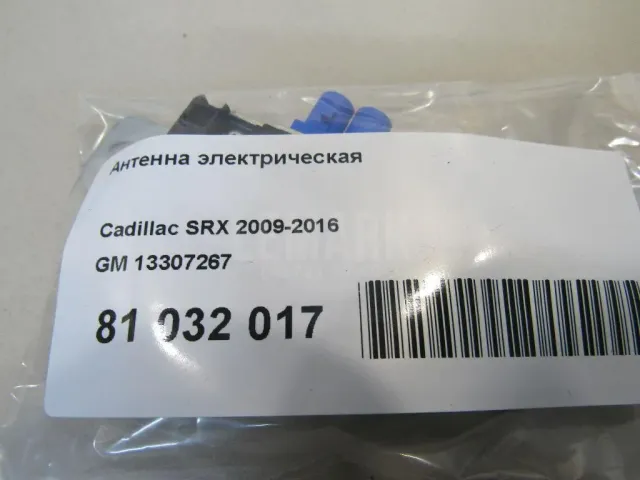 Антенна электрическая
Cadillac SRX 2009-2016
GM 13307267
81 032 017